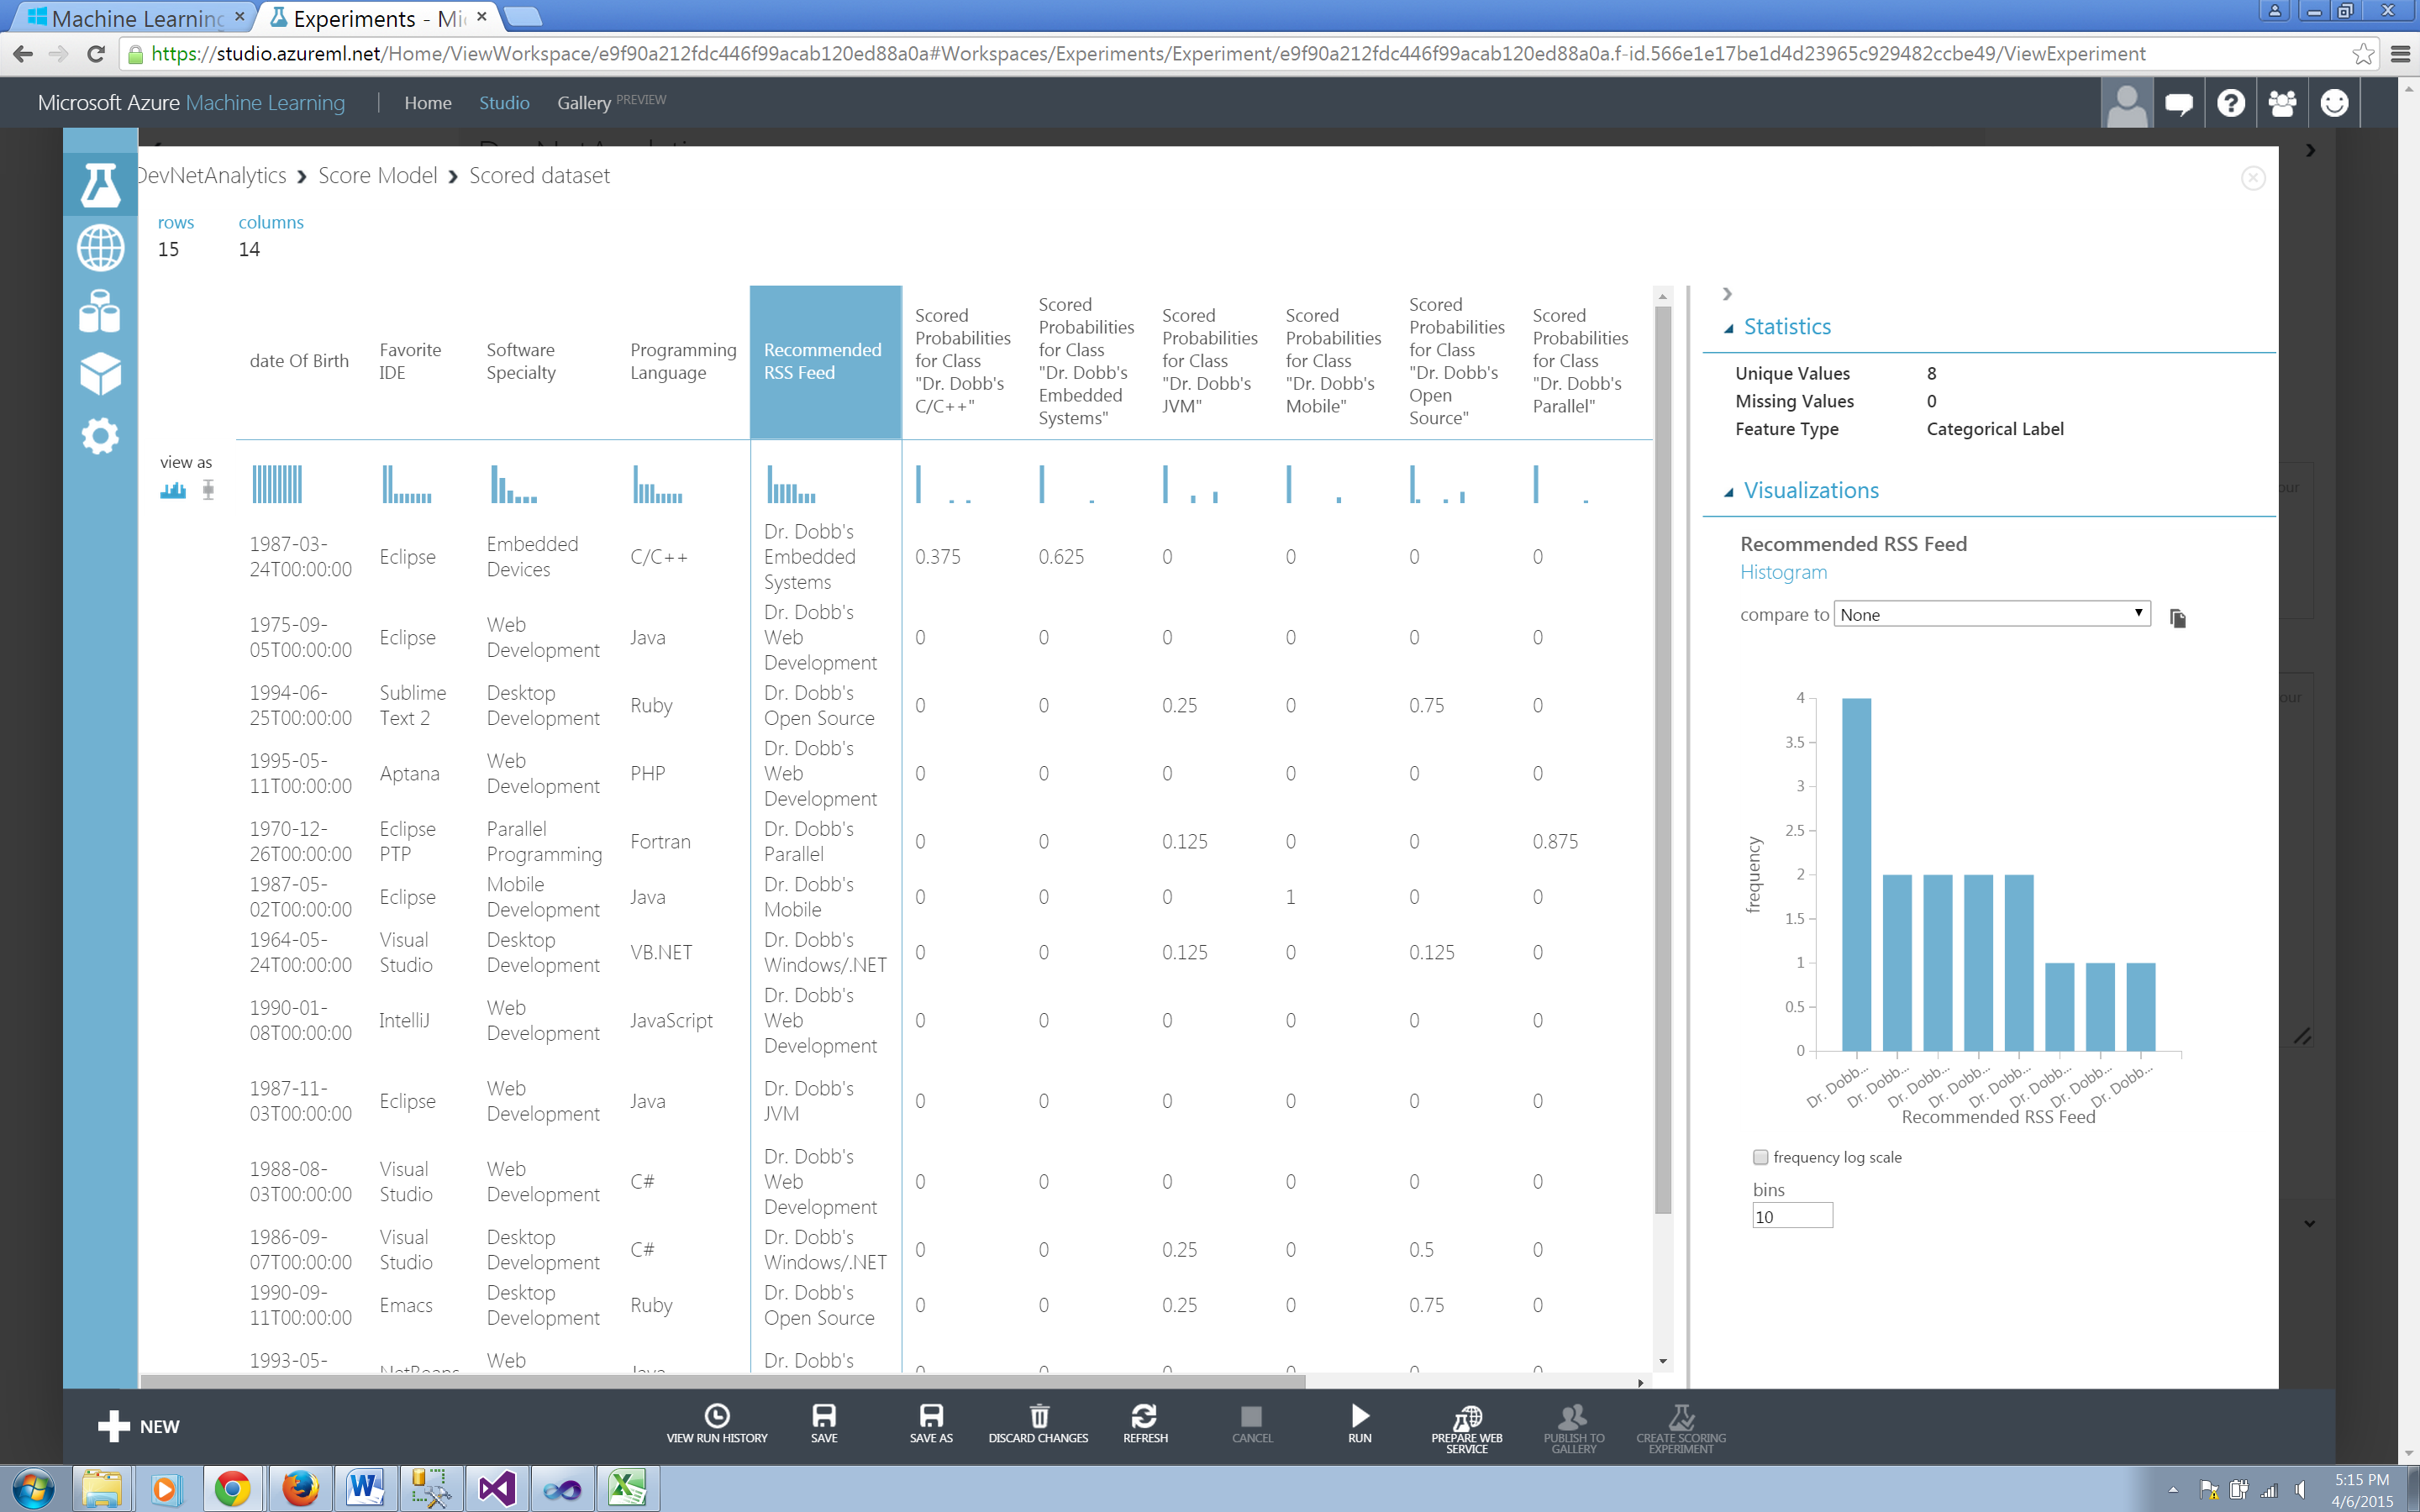 Machine Learning
Experiments - Mi
https://studio.azureml.net/Home/ViewWorkspace/e9f90a212fdc446f99acab120ed88a0a#Workspaces/Experiments/Experiment/e9f90a212fdc446f99acab120ed88a0a.f-id.566e1e17be1d4d23965c929482ccbe49/ViewExperiment
Microsoft Azure Machine Learning | Home Studio Gallery PREVIEW
DevNetAnalytics › Score Model › Scored dataset
rows columns
15 14
date Of Birth
Favorite
IDE
Software
Specialty
Programming
Language
Recommended
RSS Feed
Scored
Probabilities
for Class
"Dr. Dobb's
C/C++"
Scored
Probabilities
for Class
"Dr. Dobb's
Embedded
Systems"
Scored
Probabilities
for Class
"Dr. Dobb's
JVM"
Scored
Probabilities
for Class
"Dr. Dobb's
Mobile"
Scored
Probabilities
for Class
"Dr. Dobb's
Open
Source"
Scored
Probabilities
for Class
"Dr. Dobb's
Parallel"
view as
1987-03-
24T00:00:00
Eclipse
Embedded
Devices
C/C++
Dr. Dobb's
Embedded
Systems
0.375 0.625 0 0 0 0
1975-09-
05T00:00:00
Eclipse
Web
Development
Java
Dr. Dobb's
Web
Development
0 0 0 0 0 0
1994-06-
25T00:00:00
Sublime
Text 2
Desktop
Development
Ruby
Dr. Dobb's
Open Source
0 0 0.25 0 0.75 0
1995-05-
11T00:00:00
Aptana
Web
Development
PHP
Dr. Dobb's
Web
Development
0 0 0 0 0 0
1970-12-
26T00:00:00
Eclipse
PTP
Parallel
Programming
Fortran
Dr. Dobb's
Parallel
0 0 0.125 0 0 0.875
1987-05-
02T00:00:00
Eclipse
Mobile
Development
Java
Dr. Dobb's
Mobile
0 0 0 1 0 0
1964-05-
24T00:00:00
Visual
Studio
Desktop
Development
VB.NET
Dr. Dobb's
Windows/.NET
0 0 0.125 0 0.125 0
1990-01-
08T00:00:00
IntelliJ
Web
Development
JavaScript
Dr. Dobb's
Web
Development
0 0 0 0 0 0
1987-11-
03T00:00:00
Eclipse
Web
Development
Java
Dr. Dobb's
JVM
0 0 0 0 0 0
1988-08-
03T00:00:00
Visual
Studio
Web
Development
C#
Dr. Dobb's
Web
Development
0 0 0 0 0 0
1986-09-
07T00:00:00
Visual
Studio
Desktop
Development
C#
Dr. Dobb's
Windows/.NET
0 0 0.25 0 0.5 0
1990-09-
11T00:00:00
Emacs
Desktop
Development
Ruby
Dr. Dobb's
Open Source
0 0 0.25 0 0.75 0
1993-05-
NetBeans
Web
Java
Dr. Dobb's
0 0 0 0 0 0
Statistics
Unique Values 8
Missing Values 0
Feature Type Categorical Label
Visualizations
Recommended RSS Feed
Histogram
compare to None
4
3.5
3
2.5
2
1.5
1
0.5
0
frequency
Dr. Dobb... Dr. Dobb... Dr. Dobb... Dr. Dobb... Dr. Dobb... Dr. Dobb... Dr. Dobb... Dr. Dobb...
Recommended RSS Feed
frequency log scale
bins
10
our
our
NEW
VIEW RUN HISTORY
SAVE
SAVE AS
DISCARD CHANGES
REFRESH
CANCEL
RUN
PREPARE WEB
SERVICE
PUBLISH TO
GALLERY
CREATE SCORING
EXPERIMENT
5:15 PM
4/6/2015